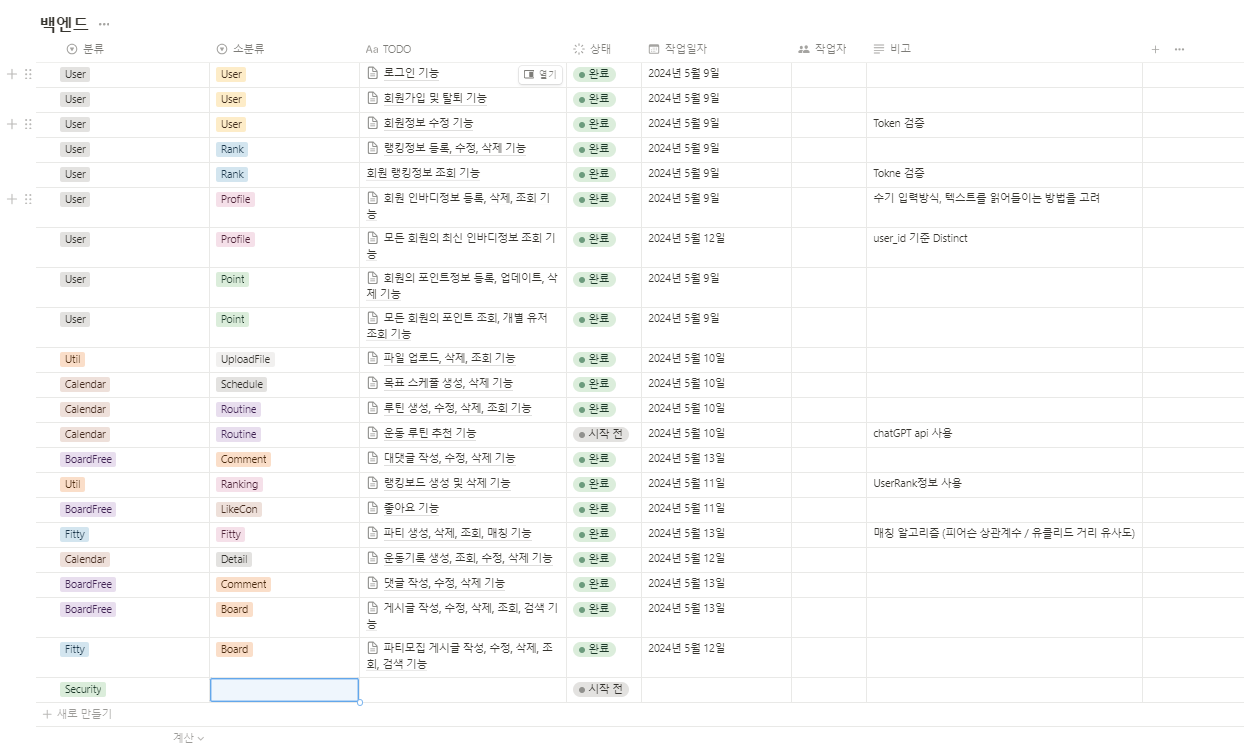 백엔드 ···
분류 소분류 Aa TODO 상태 작업일자 작업자 비고 + ···
User User 로그인 기능 열기 완료 2024년 5월 9일
User User 회원가입 및 탈퇴 기능 완료 2024년 5월 9일
User User 회원정보 수정 기능 완료 2024년 5월 9일 Token 검증
User Rank 랭킹정보 등록, 수정, 삭제 기능 완료 2024년 5월 9일
User Rank 회원 랭킹정보 조회 기능 완료 2024년 5월 9일 Tokne 검증
User Profile 회원 인바디정보 등록, 삭제, 조회 기 완료 2024년 5월 9일 수기 입력방식, 텍스트를 읽어들이는 방법을 고려
능
User Profile 모든 회원의 최신 인바디정보 조회 기 완료 2024년 5월 12일 user_id 기준 Distinct
능
User Point 회원의 포인트정보 등록, 업데이트, 삭 완료 2024년 5월 9일
제 기능
User Point 모든 회원의 포인트 조회, 개별 유저 완료 2024년 5월 9일
조회 기능
Util UploadFile 파일 업로드, 삭제, 조회 기능 완료 2024년 5월 10일
Calendar Schedule 목표 스케줄 생성, 삭제 기능 완료 2024년 5월 10일
Calendar Routine 루틴 생성, 수정, 삭제, 조회 기능 완료 2024년 5월 10일
Calendar Routine 운동 루틴 추천 기능 시작 전 2024년 5월 10일 chatGPT api 사용
BoardFree Comment 대댓글 작성, 수정, 삭제 기능 완료 2024년 5월 13일
Util Ranking 랭킹보드 생성 및 삭제 기능 완료 2024년 5월 11일 UserRank정보 사용
BoardFree LikeCon 좋아요 기능 완료 2024년 5월 11일
Fitty Fitty 파티 생성, 삭제, 조회, 매칭 기능 완료 2024년 5월 13일 매칭 알고리즘 (피어슨 상관계수 / 유클리드 거리 유사도)
Calendar Detail 운동기록 생성, 조회, 수정, 삭제 기능 완료 2024년 5월 12일
BoardFree Comment 댓글 작성, 수정, 삭제 기능 완료 2024년 5월 13일
BoardFree Board 게시글 작성, 수정, 삭제, 조회, 검색 기 완료 2024년 5월 13일
능
Fitty Board 파티모집 게시글 작성, 수정, 삭제, 조 완료 2024년 5월 12일
회, 검색 기능
Security 시작 전
+ 새로 만들기
계산